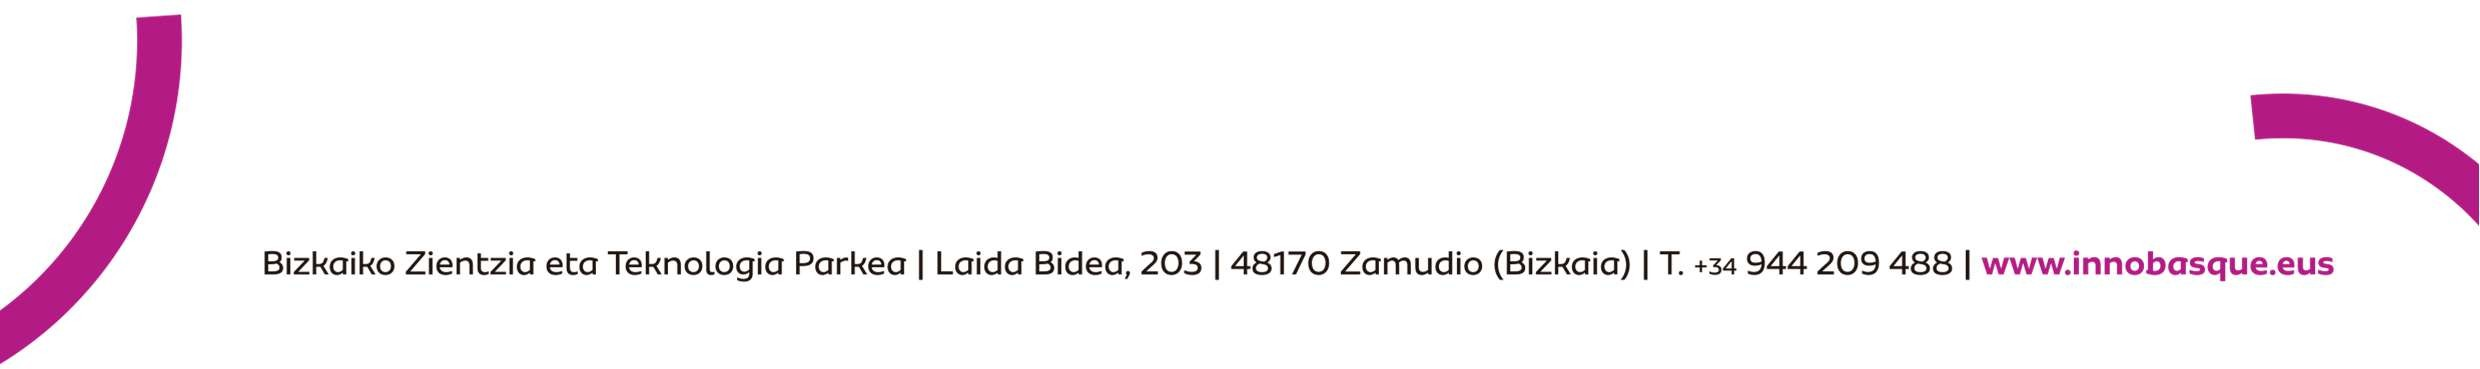 Bizkaiko Zientzia eta Teknologia Parkea | Laida Bidea, 203 | 48170 Zamudio (Bizkaia) | T. +34 944 209 488 | www.innobasque.eus